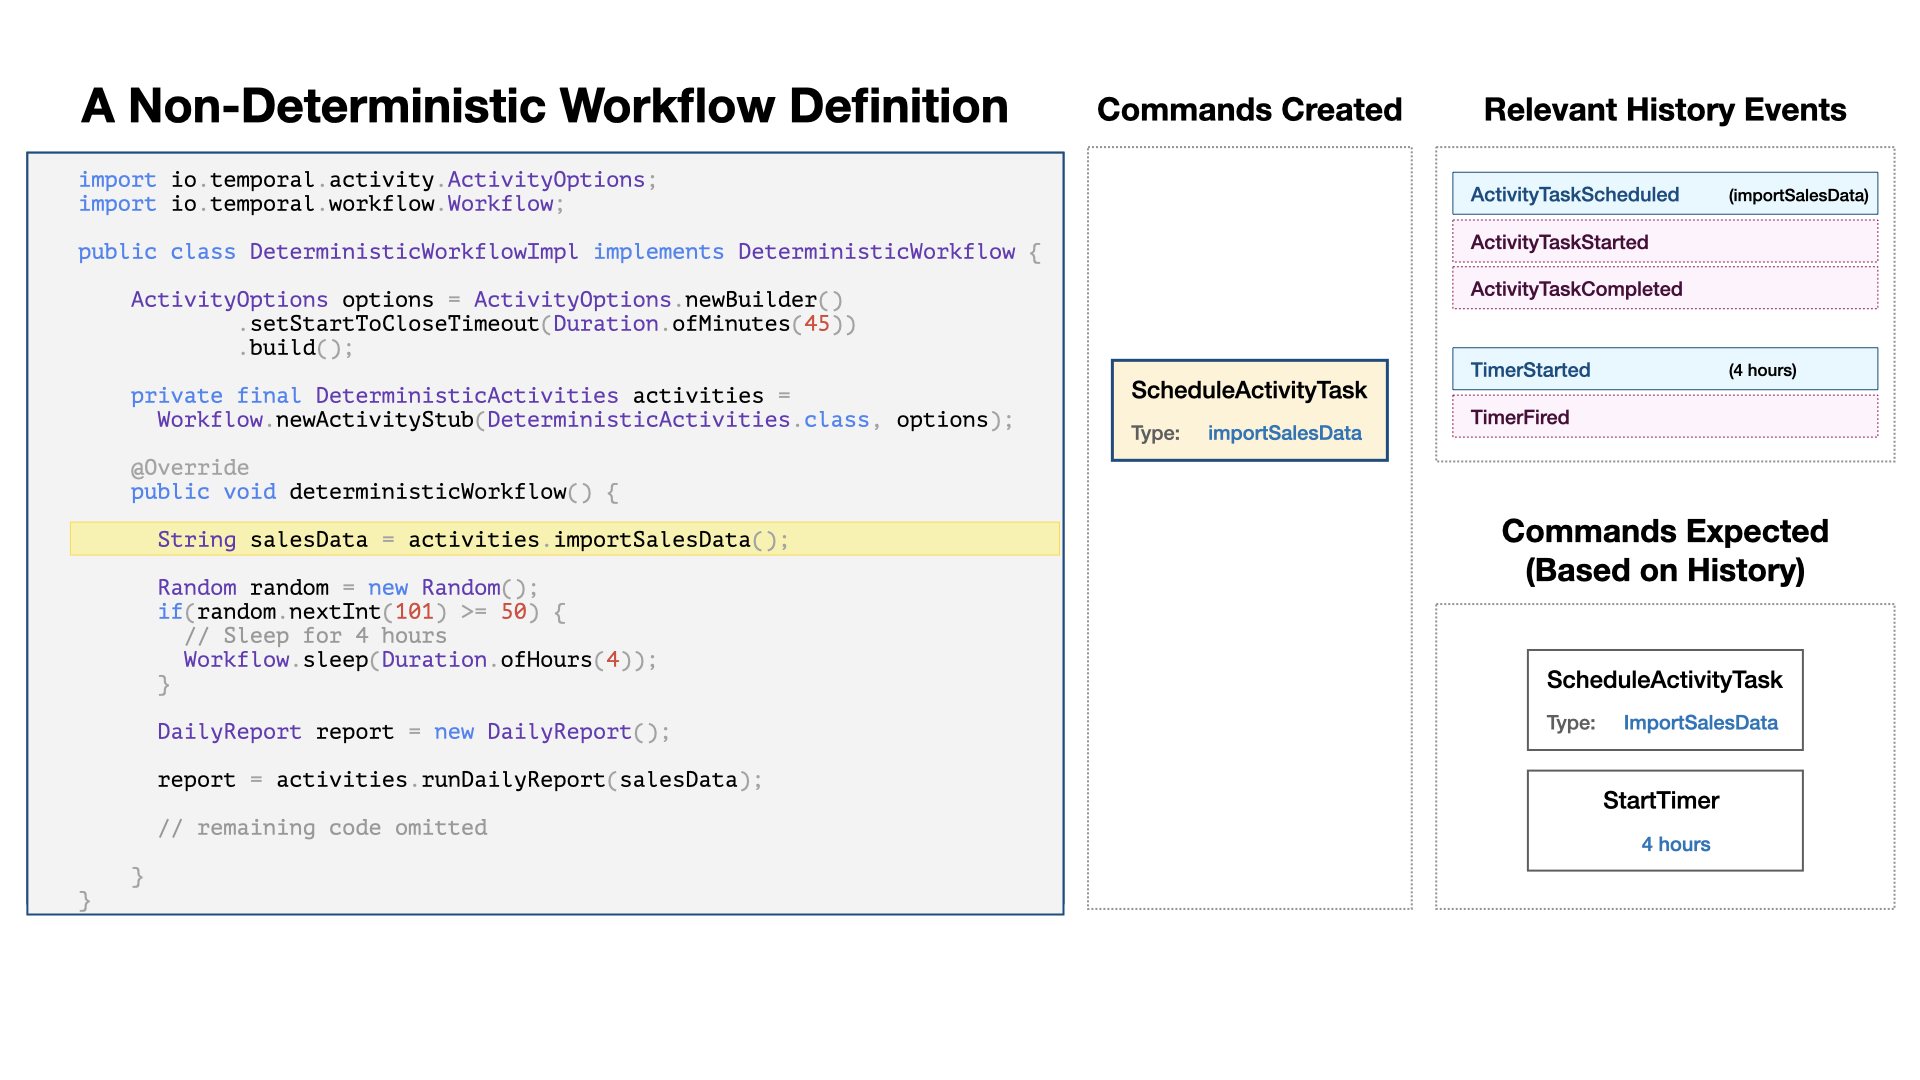 A Non-Deterministic Workflow Definition
import io.temporal.activity.ActivityOptions;
import io.temporal.workflow.Workflow;
public class DeterministicWorkflowImpl implements DeterministicWorkflow {
ActivityOptions options = ActivityOptions.newBuilder()
.setStartToCloseTimeout(Duration.ofMinutes(45))
.build();
private final DeterministicActivities activities =
Workflow.newActivityStub(DeterministicActivities.class, options);
@Override
public void deterministicWorkflow() {
String salesData = activities.importSalesData();
Random random = new Random();
if(random.nextInt(101) >= 50) {
// Sleep for 4 hours
Workflow.sleep(Duration.ofHours(4));
}
DailyReport report = new DailyReport();
report = activities.runDailyReport(salesData);
// remaining code omitted
}
}
Commands Created
ScheduleActivityTask
Type: importSalesData
Relevant History Events
ActivityTaskScheduled (importSalesData)
ActivityTaskStarted
ActivityTaskCompleted
TimerStarted (4 hours)
TimerFired
Commands Expected
(Based on History)
ScheduleActivityTask
Type: ImportSalesData
StartTimer
4 hours